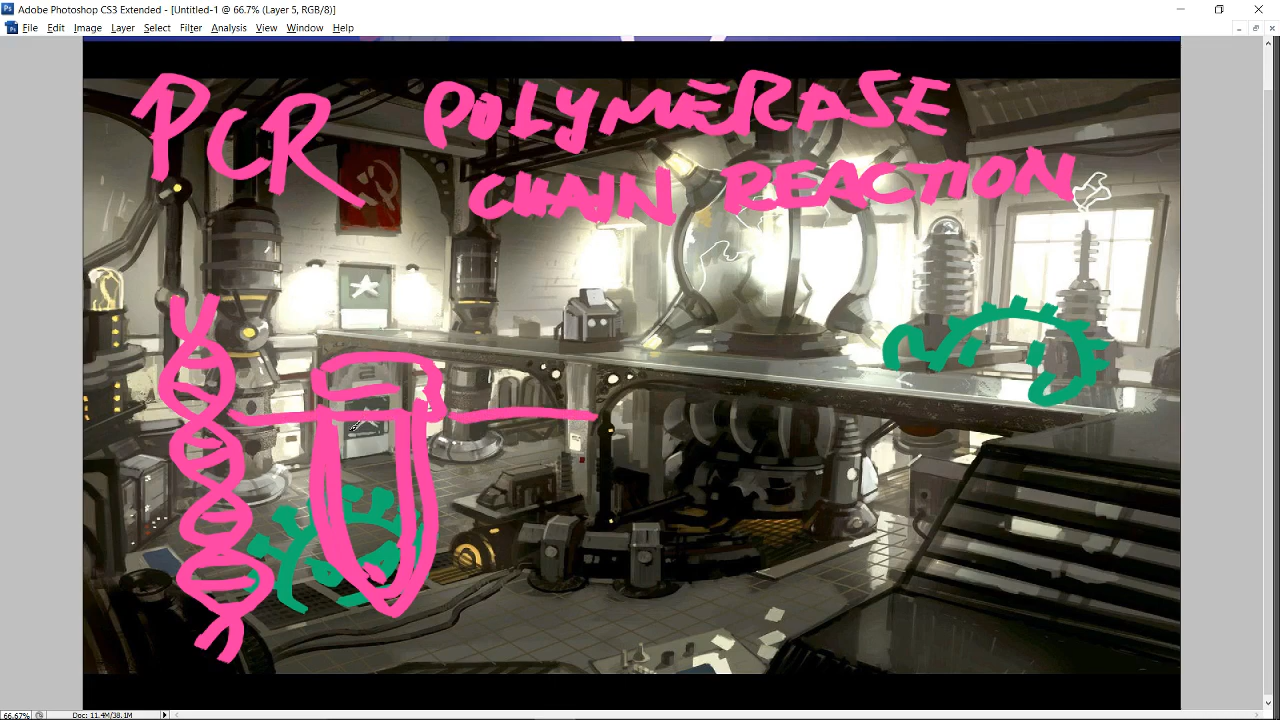 Adobe Photoshop CS3 Extended - [Untitled-1 @ 66.7% (Layer 5, RGB/8)]
File Edit Image Layer Select Filter Analysis View Window Help
PCR POLYMERASE
CHAIN REACTION
66.67% Doc: 11.4M/38.1M